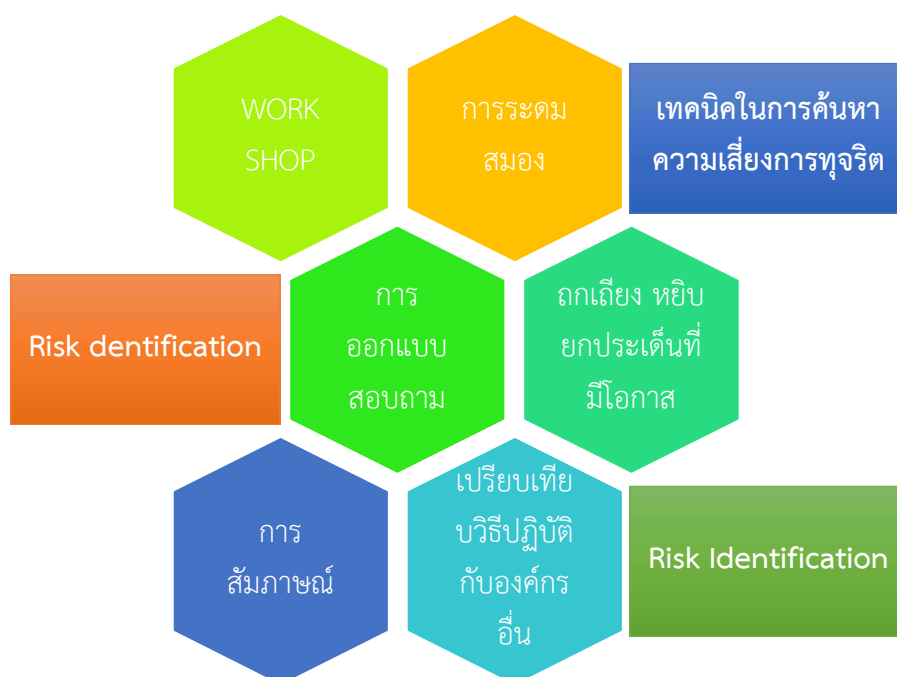 WORK
SHOP
การระดม
สมอง
เทคนิคในการค้นหา
ความเสี่ยงการทุจริต
Risk dentification
การ
ออกแบบ
สอบถาม
ถกเถียง หยิบ
ยกประเด็นที่
มีโอกาส
การ
สัมภาษณ์
เปรียบเทีย
บวิธีปฏิบัติ
กับองค์กร
อื่น
Risk Identification